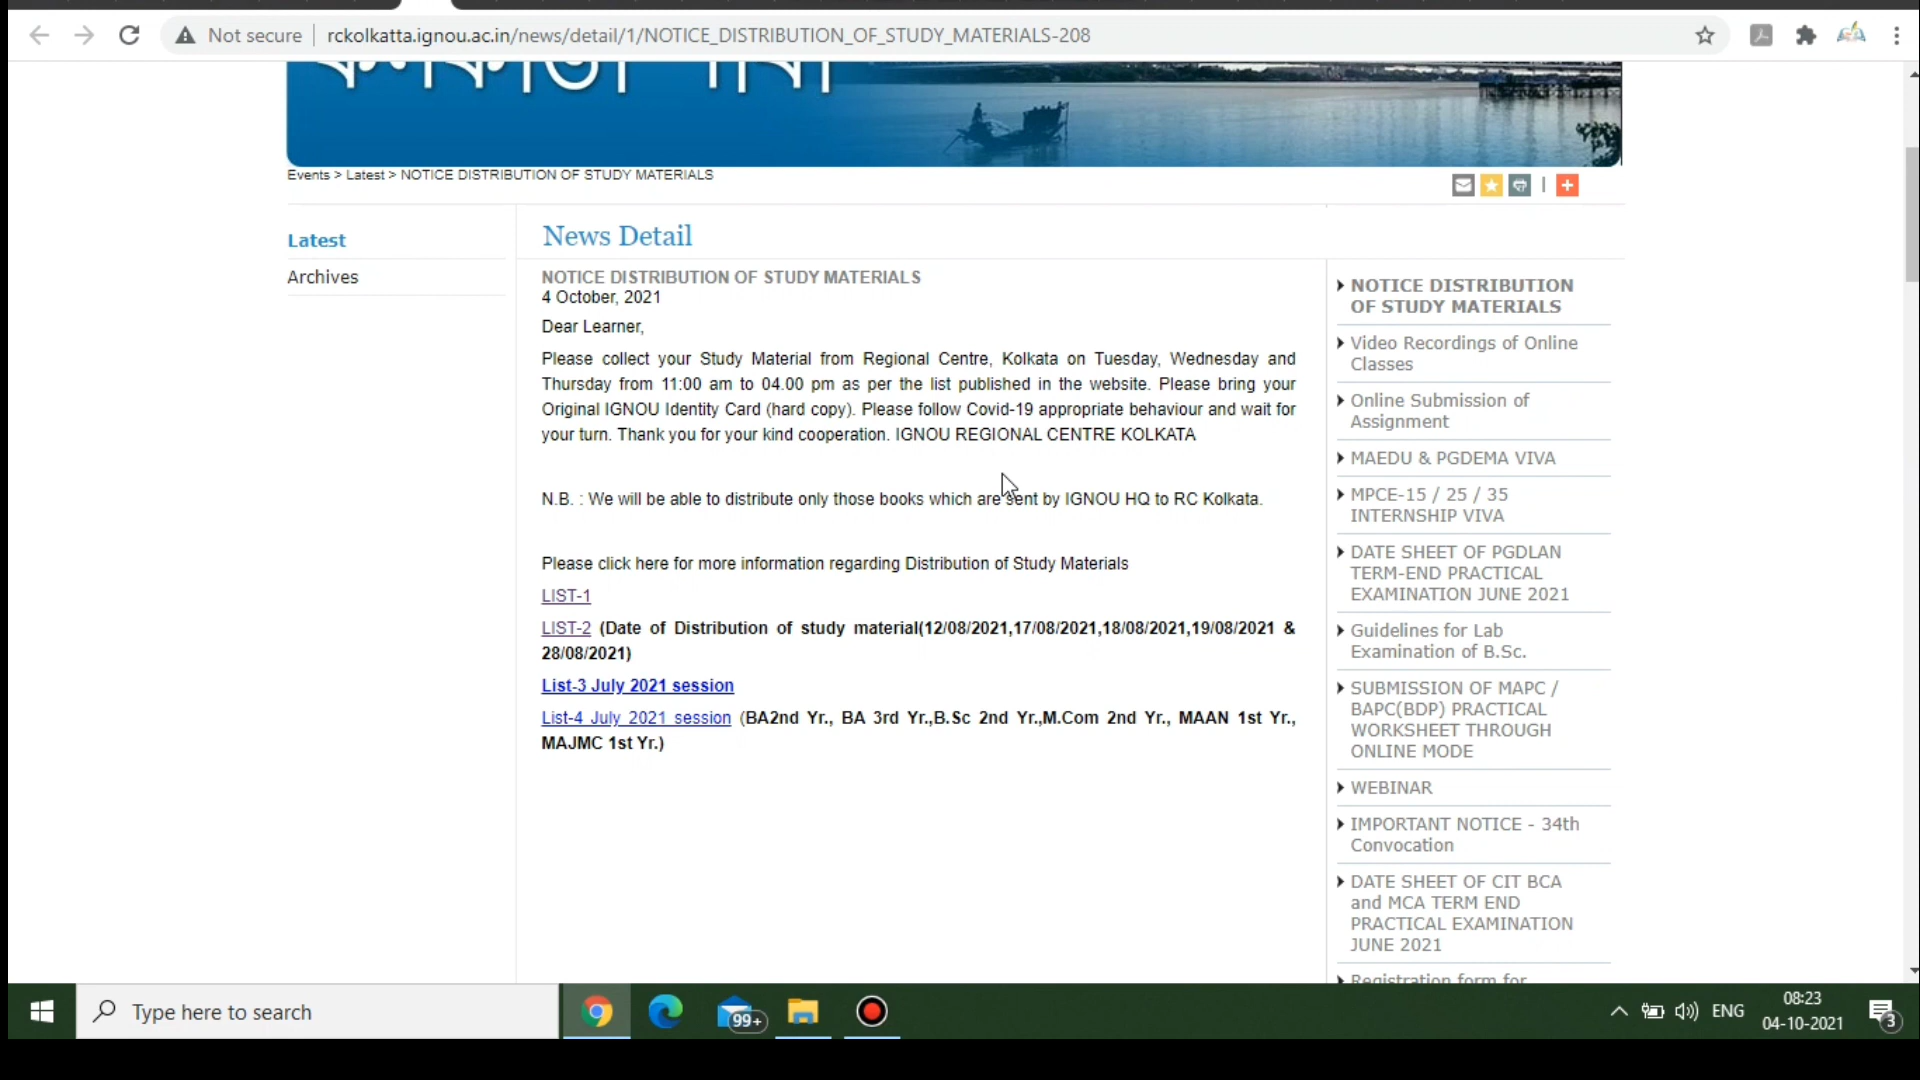 Not secure
rckolkatta.ignou.ac.in/news/detail/1/NOTICE_DISTRIBUTION_OF_STUDY_MATERIALS-208
Events > Latest > NOTICE DISTRIBUTION OF STUDY MATERIALS
Latest
Archives
News Detail
NOTICE DISTRIBUTION OF STUDY MATERIALS
4 October, 2021
Dear Learner,
Please collect your Study Material from Regional Centre, Kolkata on Tuesday, Wednesday and
Thursday from 11:00 am to 04.00 pm as per the list published in the website. Please bring your
Original IGNOU Identity Card (hard copy). Please follow Covid-19 appropriate behaviour and wait for
your turn. Thank you for your kind cooperation. IGNOU REGIONAL CENTRE KOLKATA
N.B. : We will be able to distribute only those books which are sent by IGNOU HQ to RC Kolkata.
Please click here for more information regarding Distribution of Study Materials
LIST-1
LIST-2 (Date of Distribution of study material(12/08/2021,17/08/2021,18/08/2021,19/08/2021 &
28/08/2021)
List-3 July 2021 session
List-4 July 2021 session (BA2nd Yr., BA 3rd Yr.,B.Sc 2nd Yr.,M.Com 2nd Yr., MAAN 1st Yr.,
MAJMC 1st Yr.)
NOTICE DISTRIBUTION
OF STUDY MATERIALS
Video Recordings of Online
Classes
Online Submission of
Assignment
MAEDU & PGDEMA VIVA
MPCE-15 / 25 / 35
INTERNSHIP VIVA
DATE SHEET OF PGDLAN
TERM-END PRACTICAL
EXAMINATION JUNE 2021
Guidelines for Lab
Examination of B.Sc.
SUBMISSION OF MAPC /
BAPC(BDP) PRACTICAL
WORKSHEET THROUGH
ONLINE MODE
WEBINAR
IMPORTANT NOTICE - 34th
Convocation
DATE SHEET OF CIT BCA
and MCA TERM END
PRACTICAL EXAMINATION
JUNE 2021
Registration form for
Type here to search
99+
ENG
08:23
04-10-2021
3